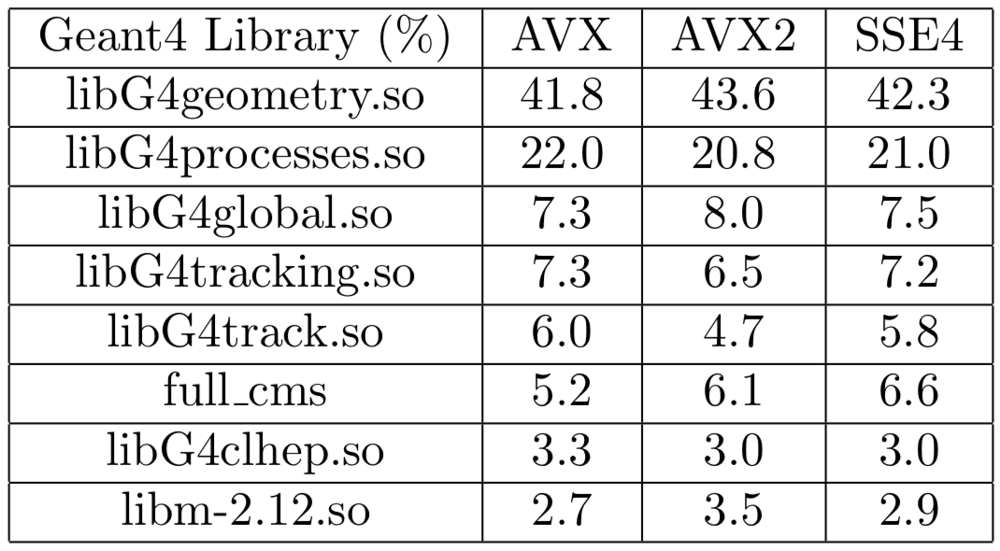 Geant4 Library (%) AVX AVX2 SSE4
libG4geometry.so 41.8 43.6 42.3
libG4processes.so 22.0 20.8 21.0
libG4global.so 7.3 8.0 7.5
libG4tracking.so 7.3 6.5 7.2
libG4track.so 6.0 4.7 5.8
full_cms 5.2 6.1 6.6
libG4clhep.so 3.3 3.0 3.0
libm-2.12.so 2.7 3.5 2.9